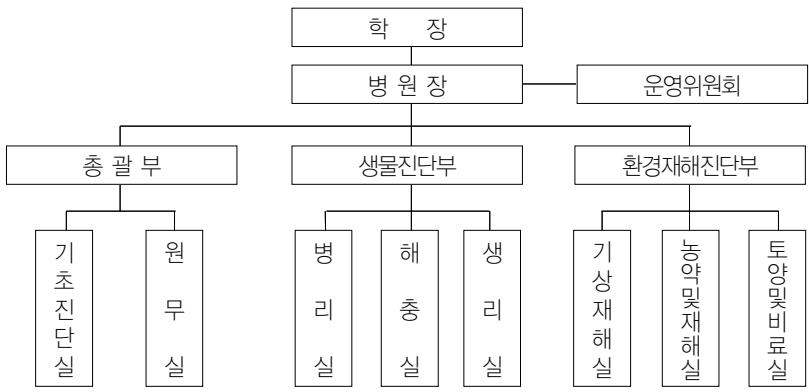 학 장
병 원 장
운영위원회
총 괄 부
생물진단부
환경재해진단부
기초진단실
원무실
병리실
해충실
생리실
기상재해실
농약및재해실
토양및비료실